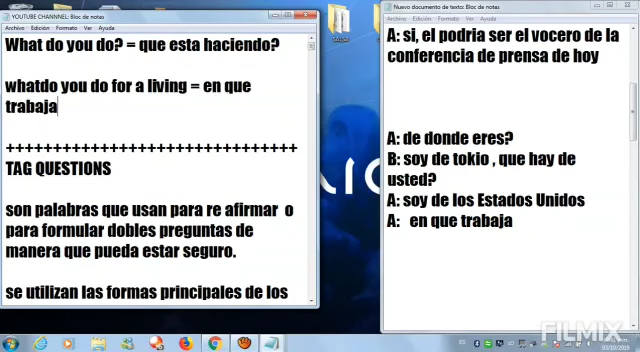 YOUTUBE CHANNNEL: Bloc de notas
Archivo Edición Formato Ver Ayuda
What do you do? = que esta haciendo?
whatdo you do for a living = en que
trabaja
++++++++++++++++++++++++++++++++
TAG QUESTIONS
son palabras que usan para re afirmar o
para formular dobles preguntas de
manera que pueda estar seguro.
se utilizan las formas principales de los
Nuevo documento de texto: Bloc de notas
Archivo Edición Formato Ver Ayuda
A: si, el podria ser el vocero de la
conferencia de prensa de hoy
A: de donde eres?
B: soy de tokio , que hay de
usted?
A: soy de los Estados Unidos
A: en que trabaja
SALSA
ES
FILMIX